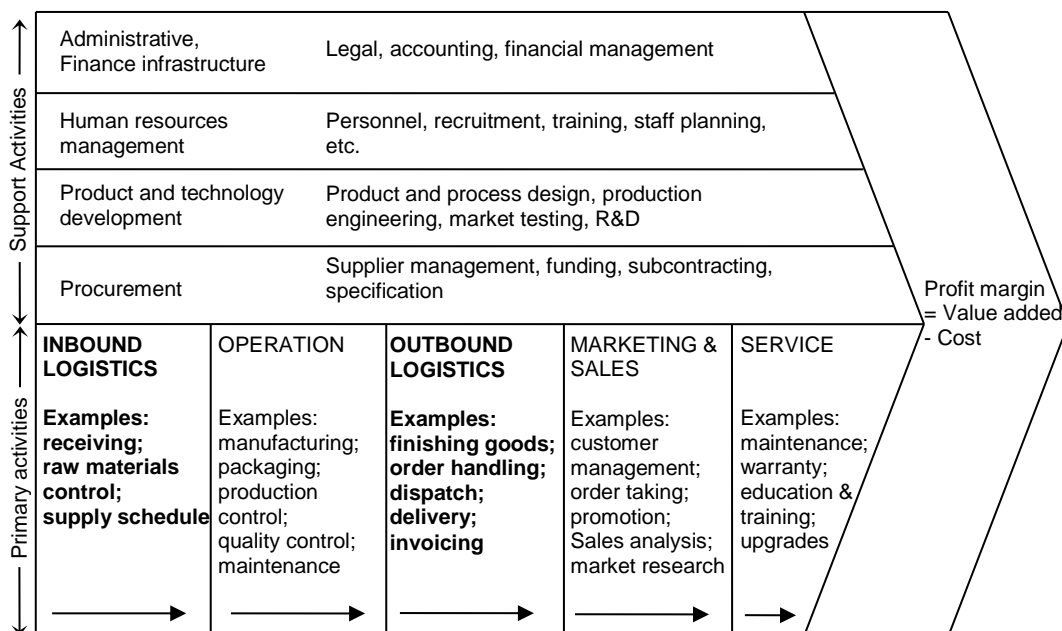 Support Activities
Administrative,
Finance infrastructure
Legal, accounting, financial management
Human resources
management
Personnel, recruitment, training, staff planning,
etc.
Product and technology
development
Product and process design, production
engineering, market testing, R&D
Procurement
Supplier management, funding, subcontracting,
specification
Profit margin
= Value added
- Cost
Primary activities
INBOUND
LOGISTICS
Examples:
receiving;
raw materials
control;
supply schedule
OPERATION
Examples:
manufacturing;
packaging;
production
control;
quality control;
maintenance
OUTBOUND
LOGISTICS
Examples:
finishing goods;
order handling;
dispatch;
delivery;
invoicing
MARKETING &
SALES
Examples:
customer
management;
order taking;
promotion;
Sales analysis;
market research
SERVICE
Examples:
maintenance;
warranty;
education &
training;
upgrades